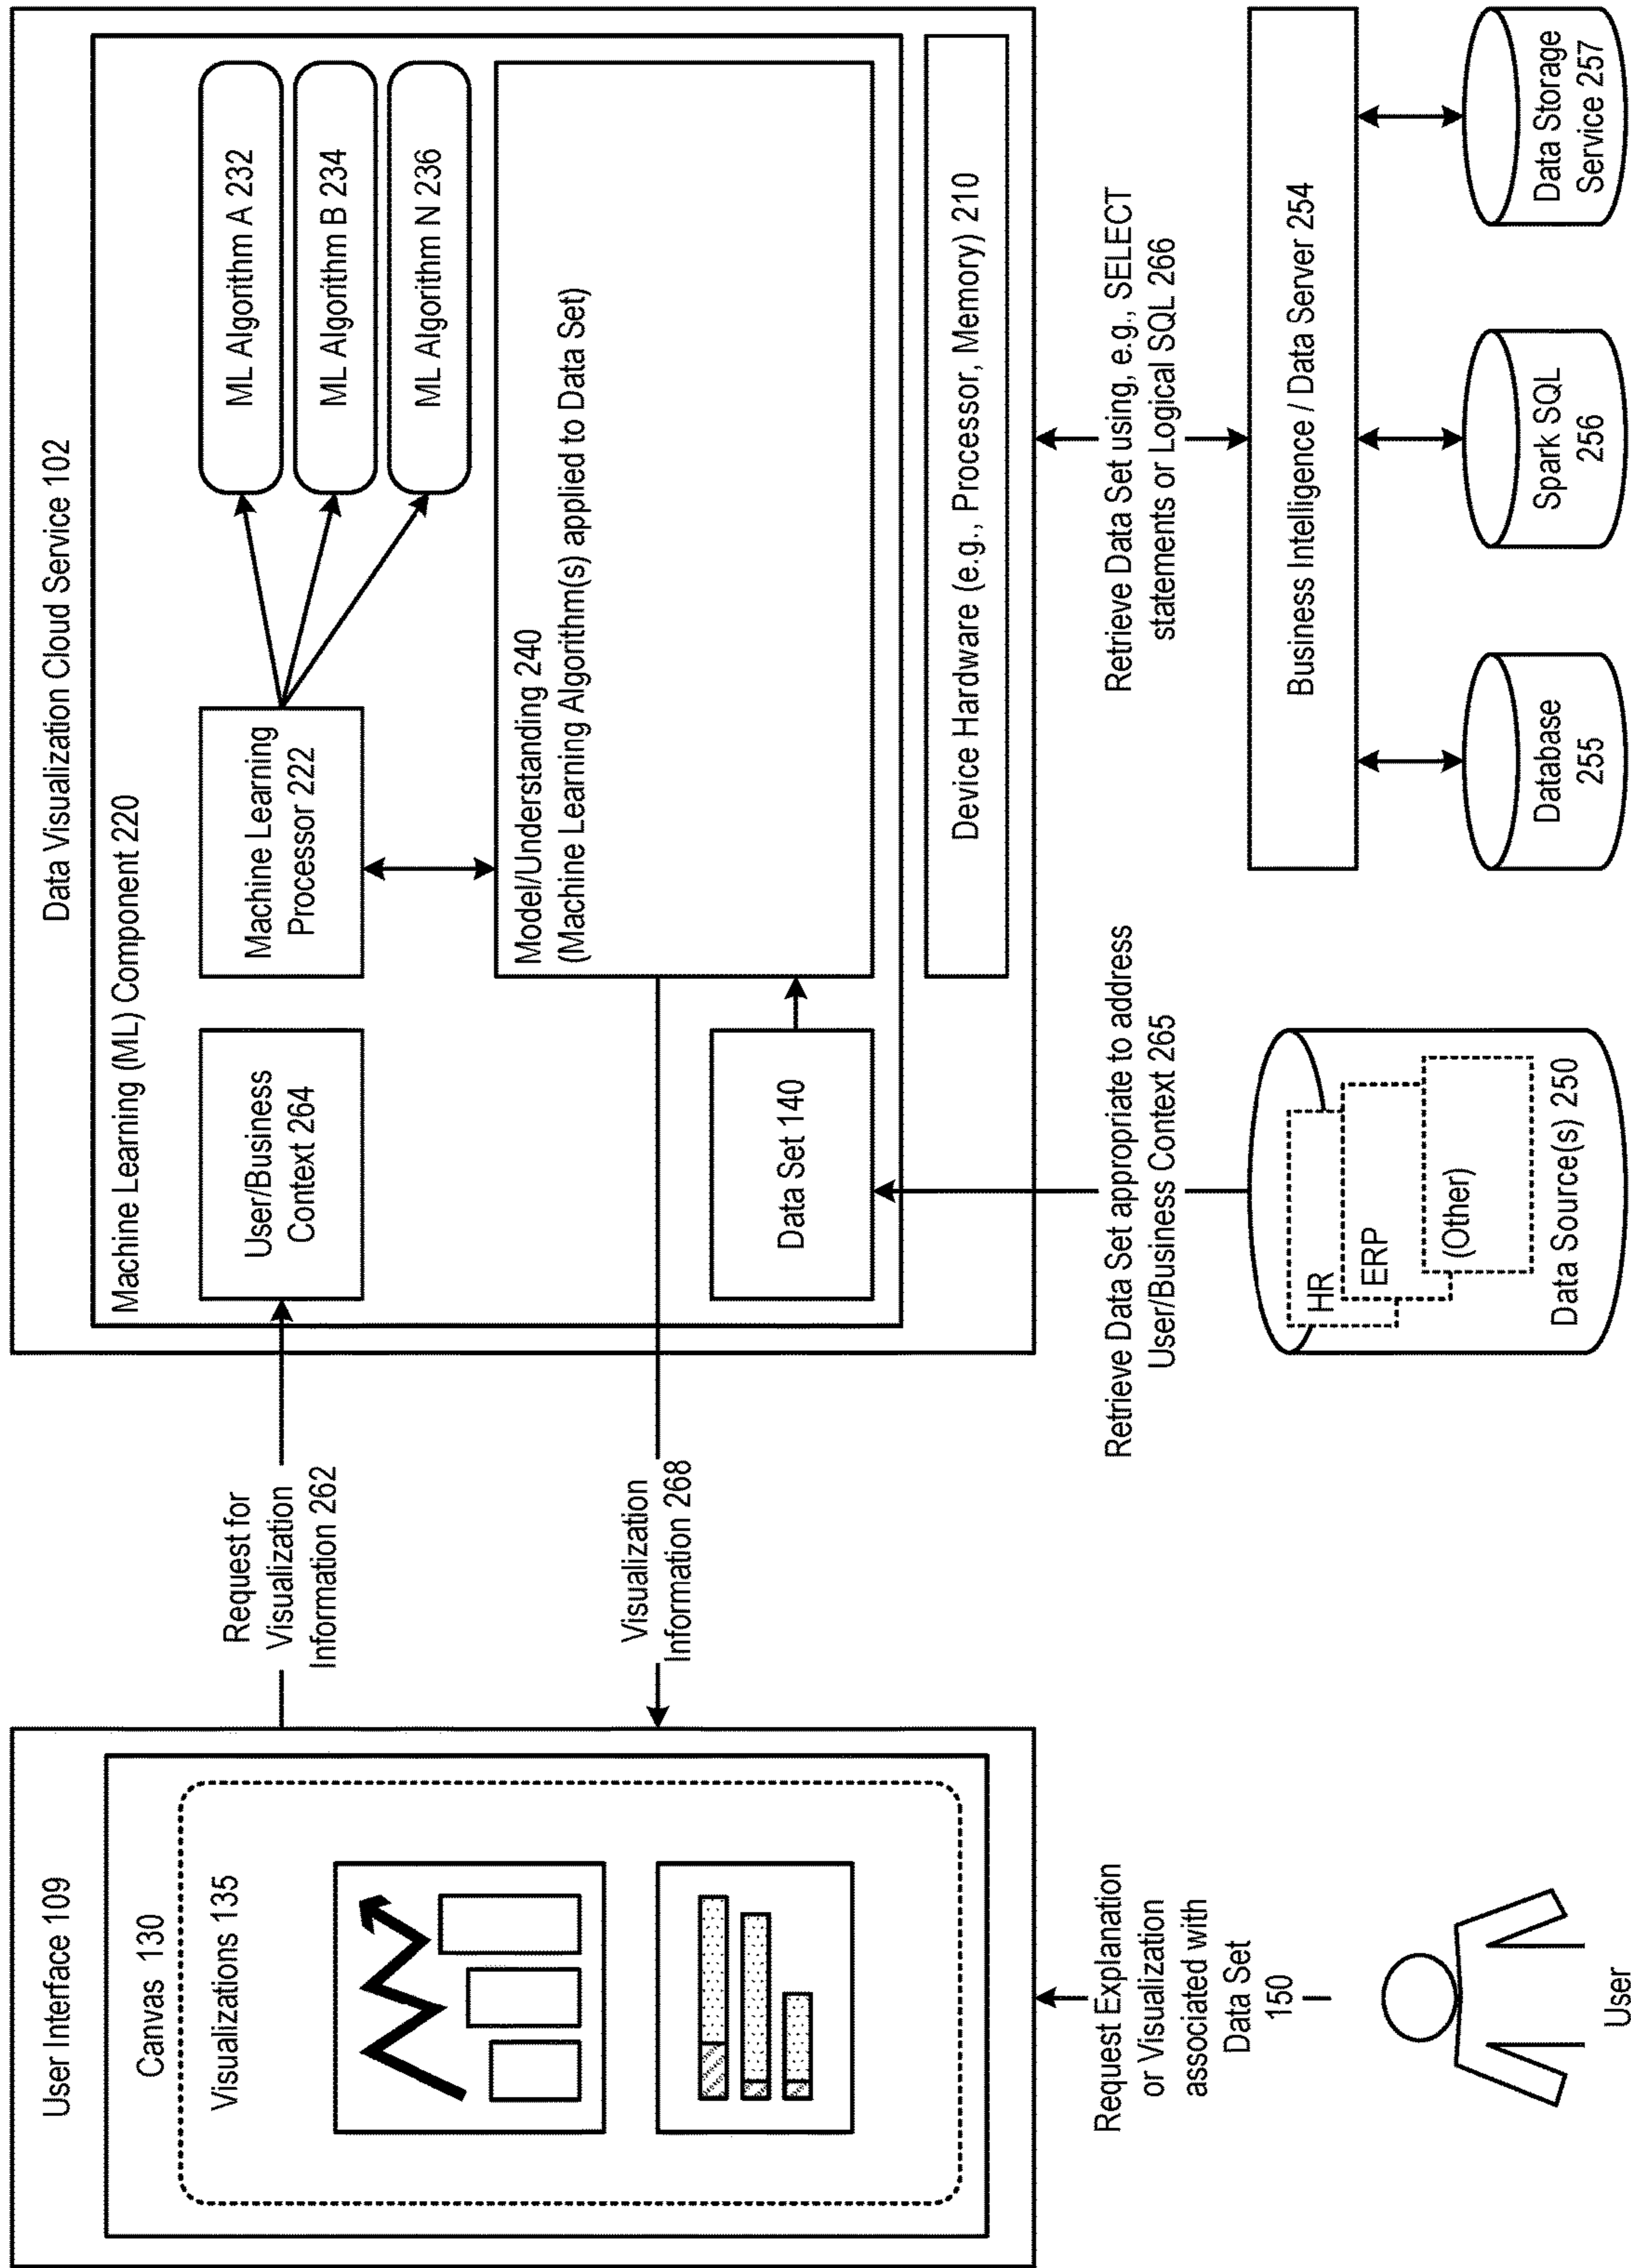 User Interface 109
Canvas 130
Visualizations 135
Request Explanation
or Visualization
associated with
Data Set
150
User
Request for
Visualization
Information 262
Visualization
Information 268
Data Visualization Cloud Service 102
Machine Learning (ML) Component 220
User/Business
Context 264
Machine Learning
Processor 222
ML Algorithm A 232
ML Algorithm B 234
ML Algorithm N 236
Model/Understanding 240
(Machine Learning Algorithm(s) applied to Data Set)
Data Set 140
Device Hardware (e.g., Processor, Memory) 210
Retrieve Data Set appropriate to address
User/Business Context 265
HR
ERP
(Other)
Data Source(s) 250
Retrieve Data Set using, e.g., SELECT
statements or Logical SQL 266
Business Intelligence / Data Server 254
Database
255
Spark SQL
256
Data Storage
Service 257